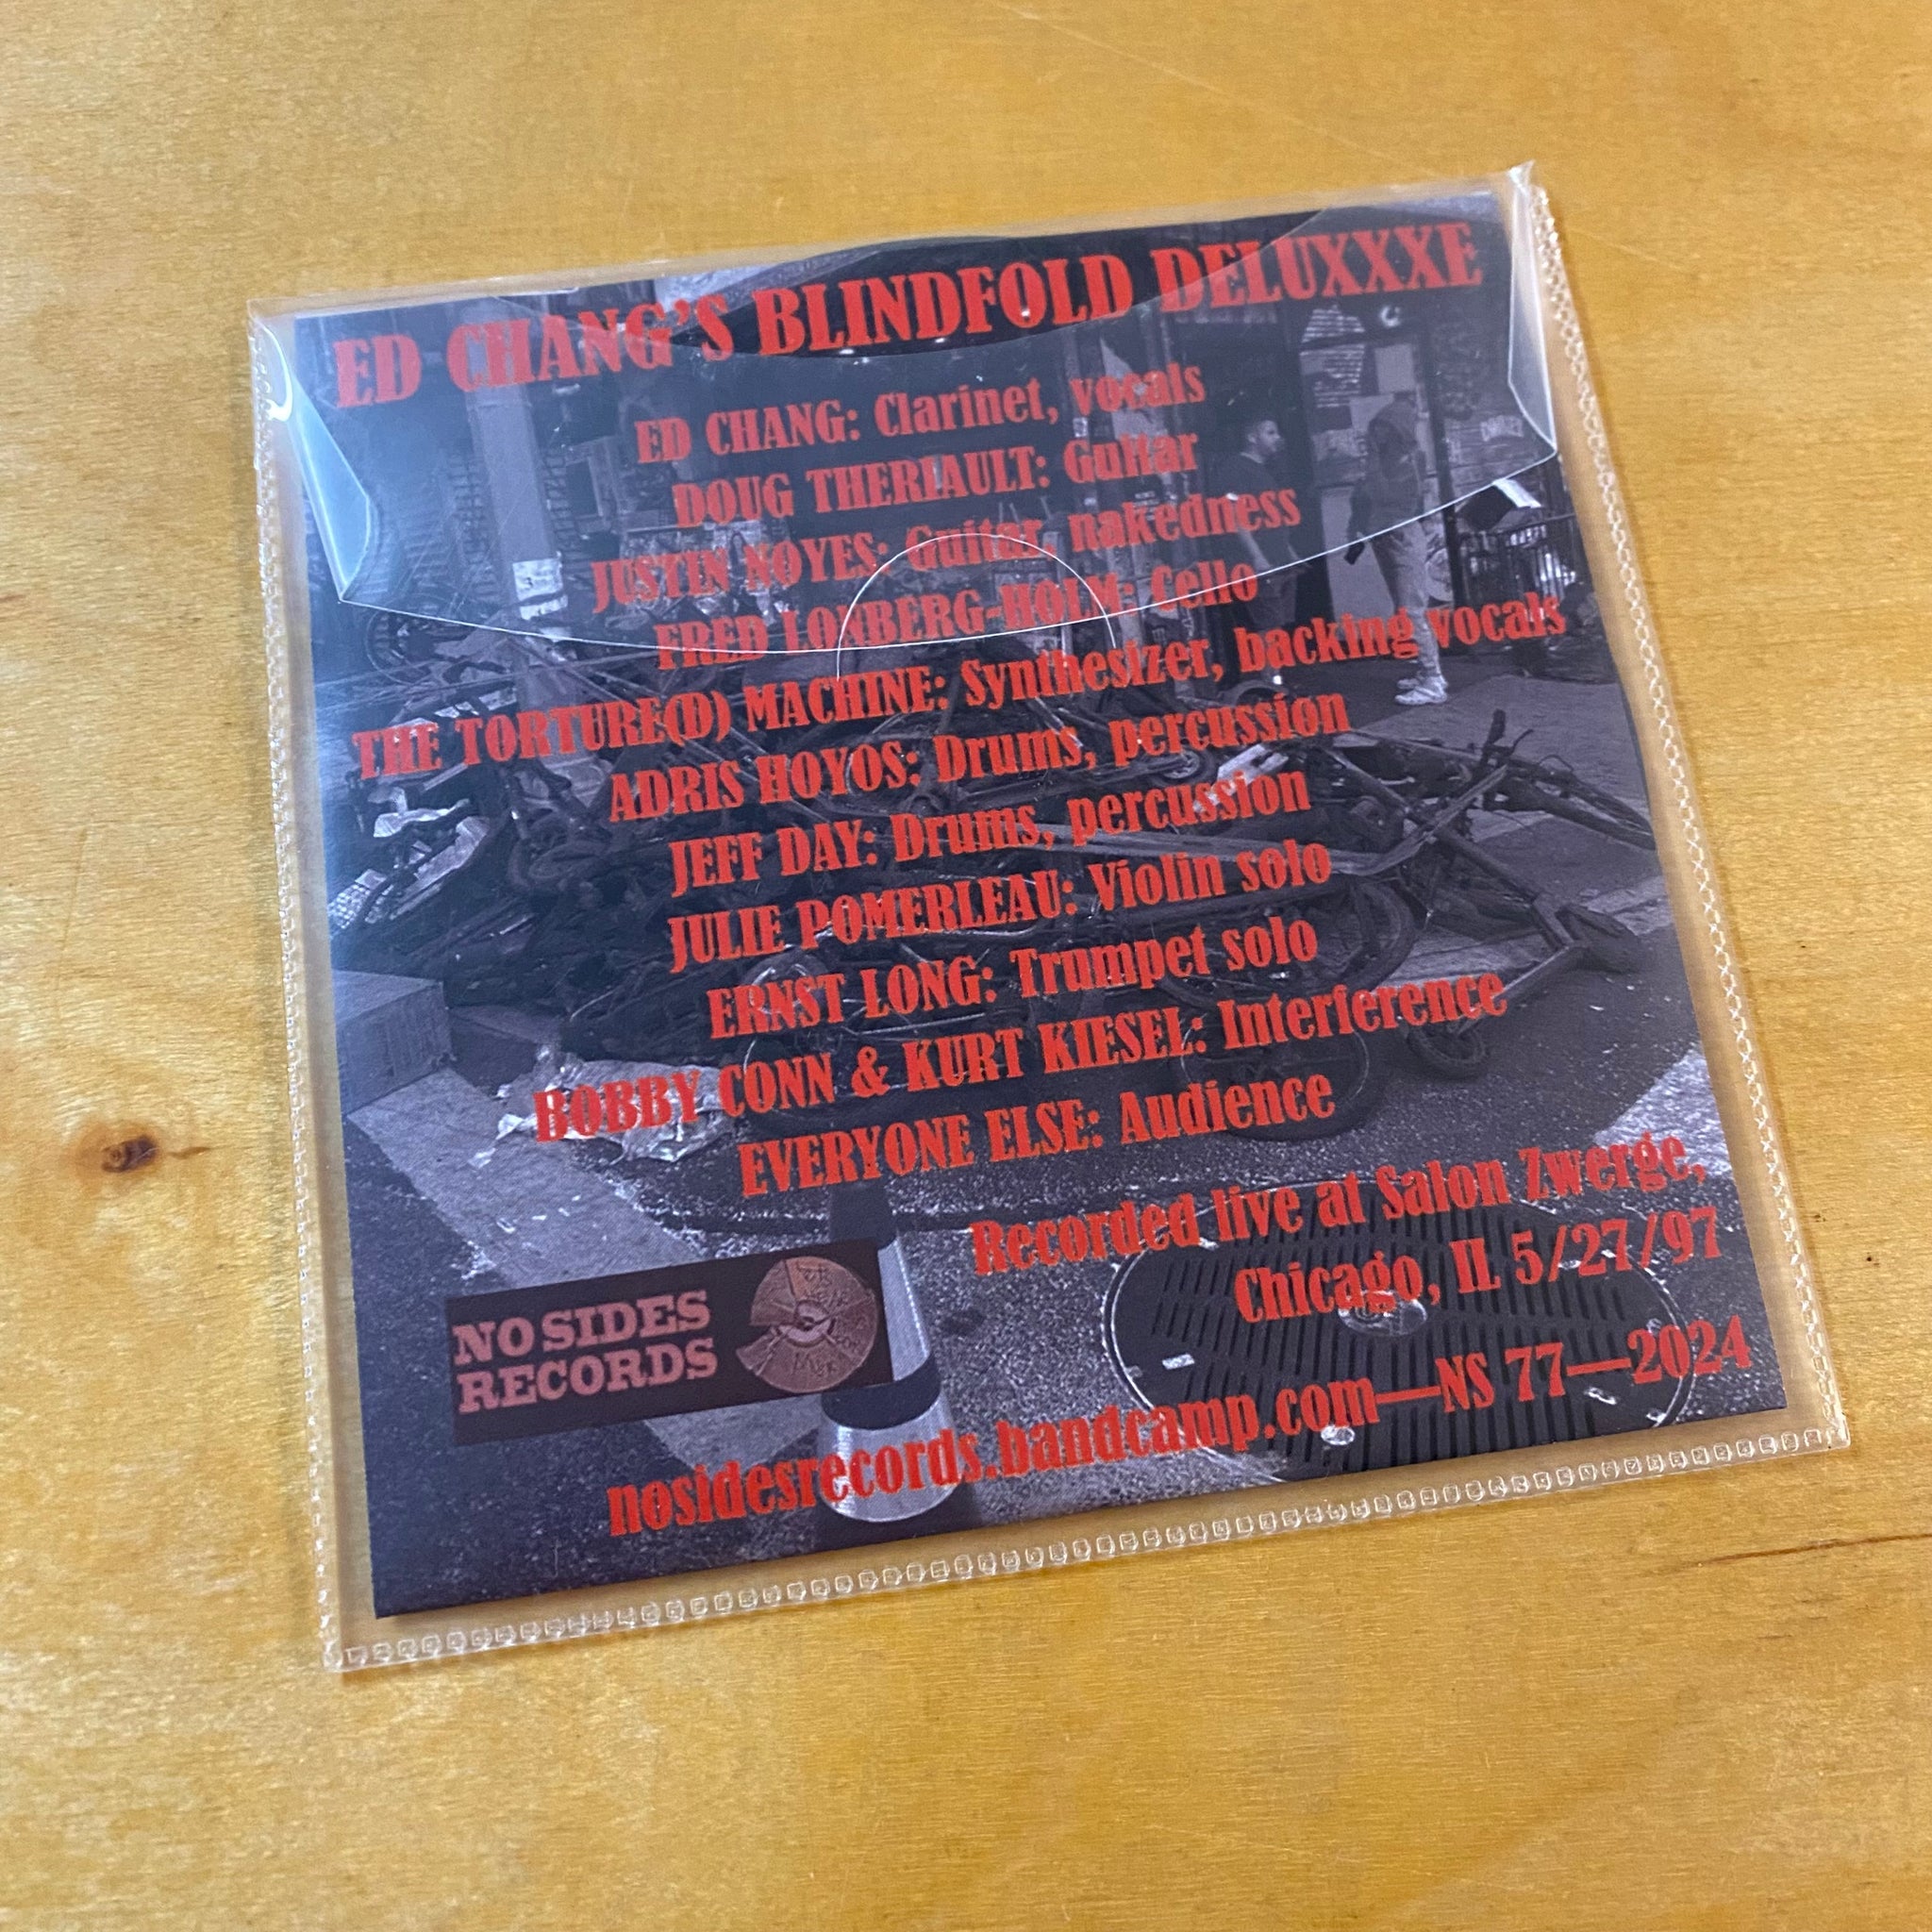 ED CHANG'S BLINDFOLD DELUXXXE
ED CHANG: Clarinet, vocals
DOUG THERIAULT: Guitar
JUSTIN NOYES: Guitar, nakedness
FRED LONBERG-HOLM: Cello
THE TORTURE(D) MACHINE: Synthesizer, backing vocals
ADRIS HOYOS: Drums, percussion
JEFF DAY: Drums, percussion
JULIE POMERLEAU: Violin solo
ERNST LONG: Trumpet solo
BOBBY CONN & KURT KIESEL: Interference
EVERYONE ELSE: Audience
Recorded live at Salon Zwerge,
Chicago, IL 5/27/97
NO SIDES
RECORDS
nosidesrecords.bandcamp.com—NS 77—2024